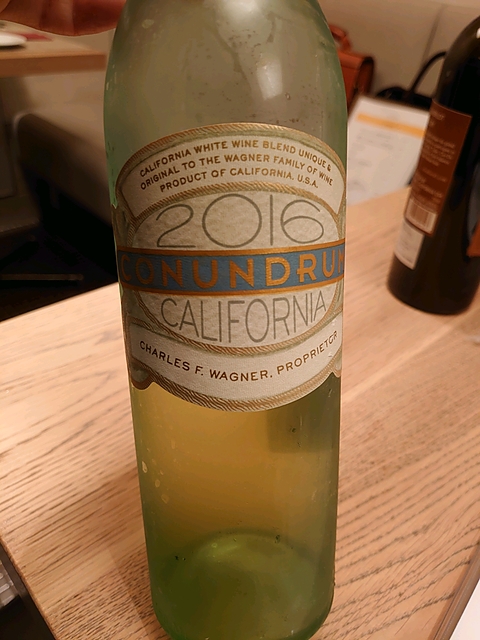 CALIFORNIA WHITE WINE BLEND UNIQUE &
ORIGINAL TO THE WAGNER FAMILY OF WINE
PRODUCT OF CALIFORNIA, U.S.A.
2016
CONUNDRUM
CALIFORNIA
CHARLES F. WAGNER, PROPRIETOR